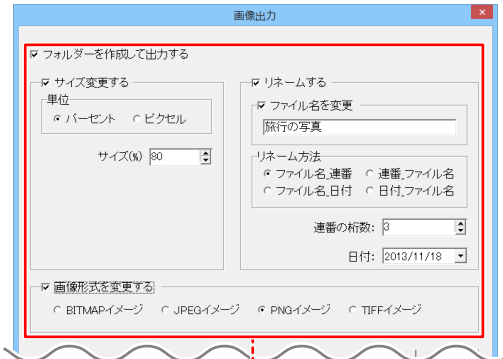 画像出力
フォルダーを作成して出力する
サイズ変更する
単位
パーセント ピクセル
サイズ(%) 80
リネームする
ファイル名を変更
旅行の写真
リネーム方法
ファイル名_連番 連番_ファイル名
ファイル名_日付 日付_ファイル名
連番の桁数: 3
日付: 2013/11/18
画像形式を変更する
BITMAPイメージ JPEGイメージ PNGイメージ TIFFイメージ